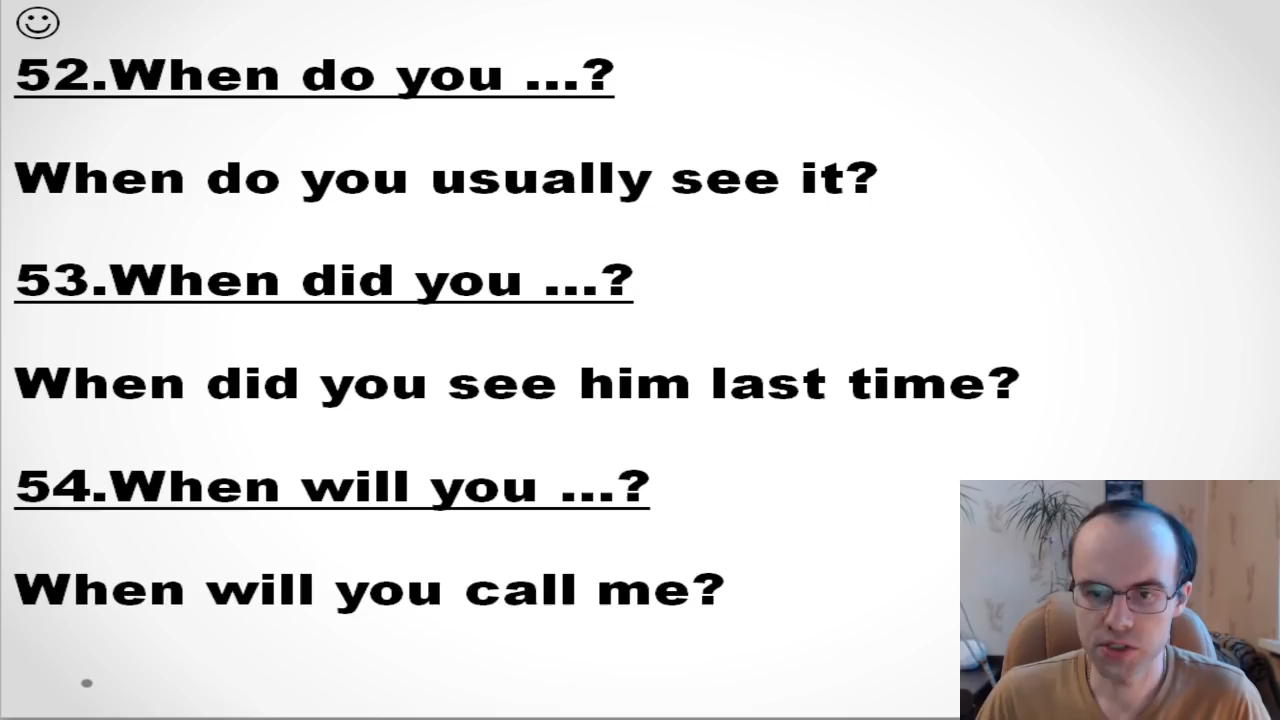 52.When do you ...?
When do you usually see it?
53.When did you ...?
When did you see him last time?
54.When will you ...?
When will you call me?